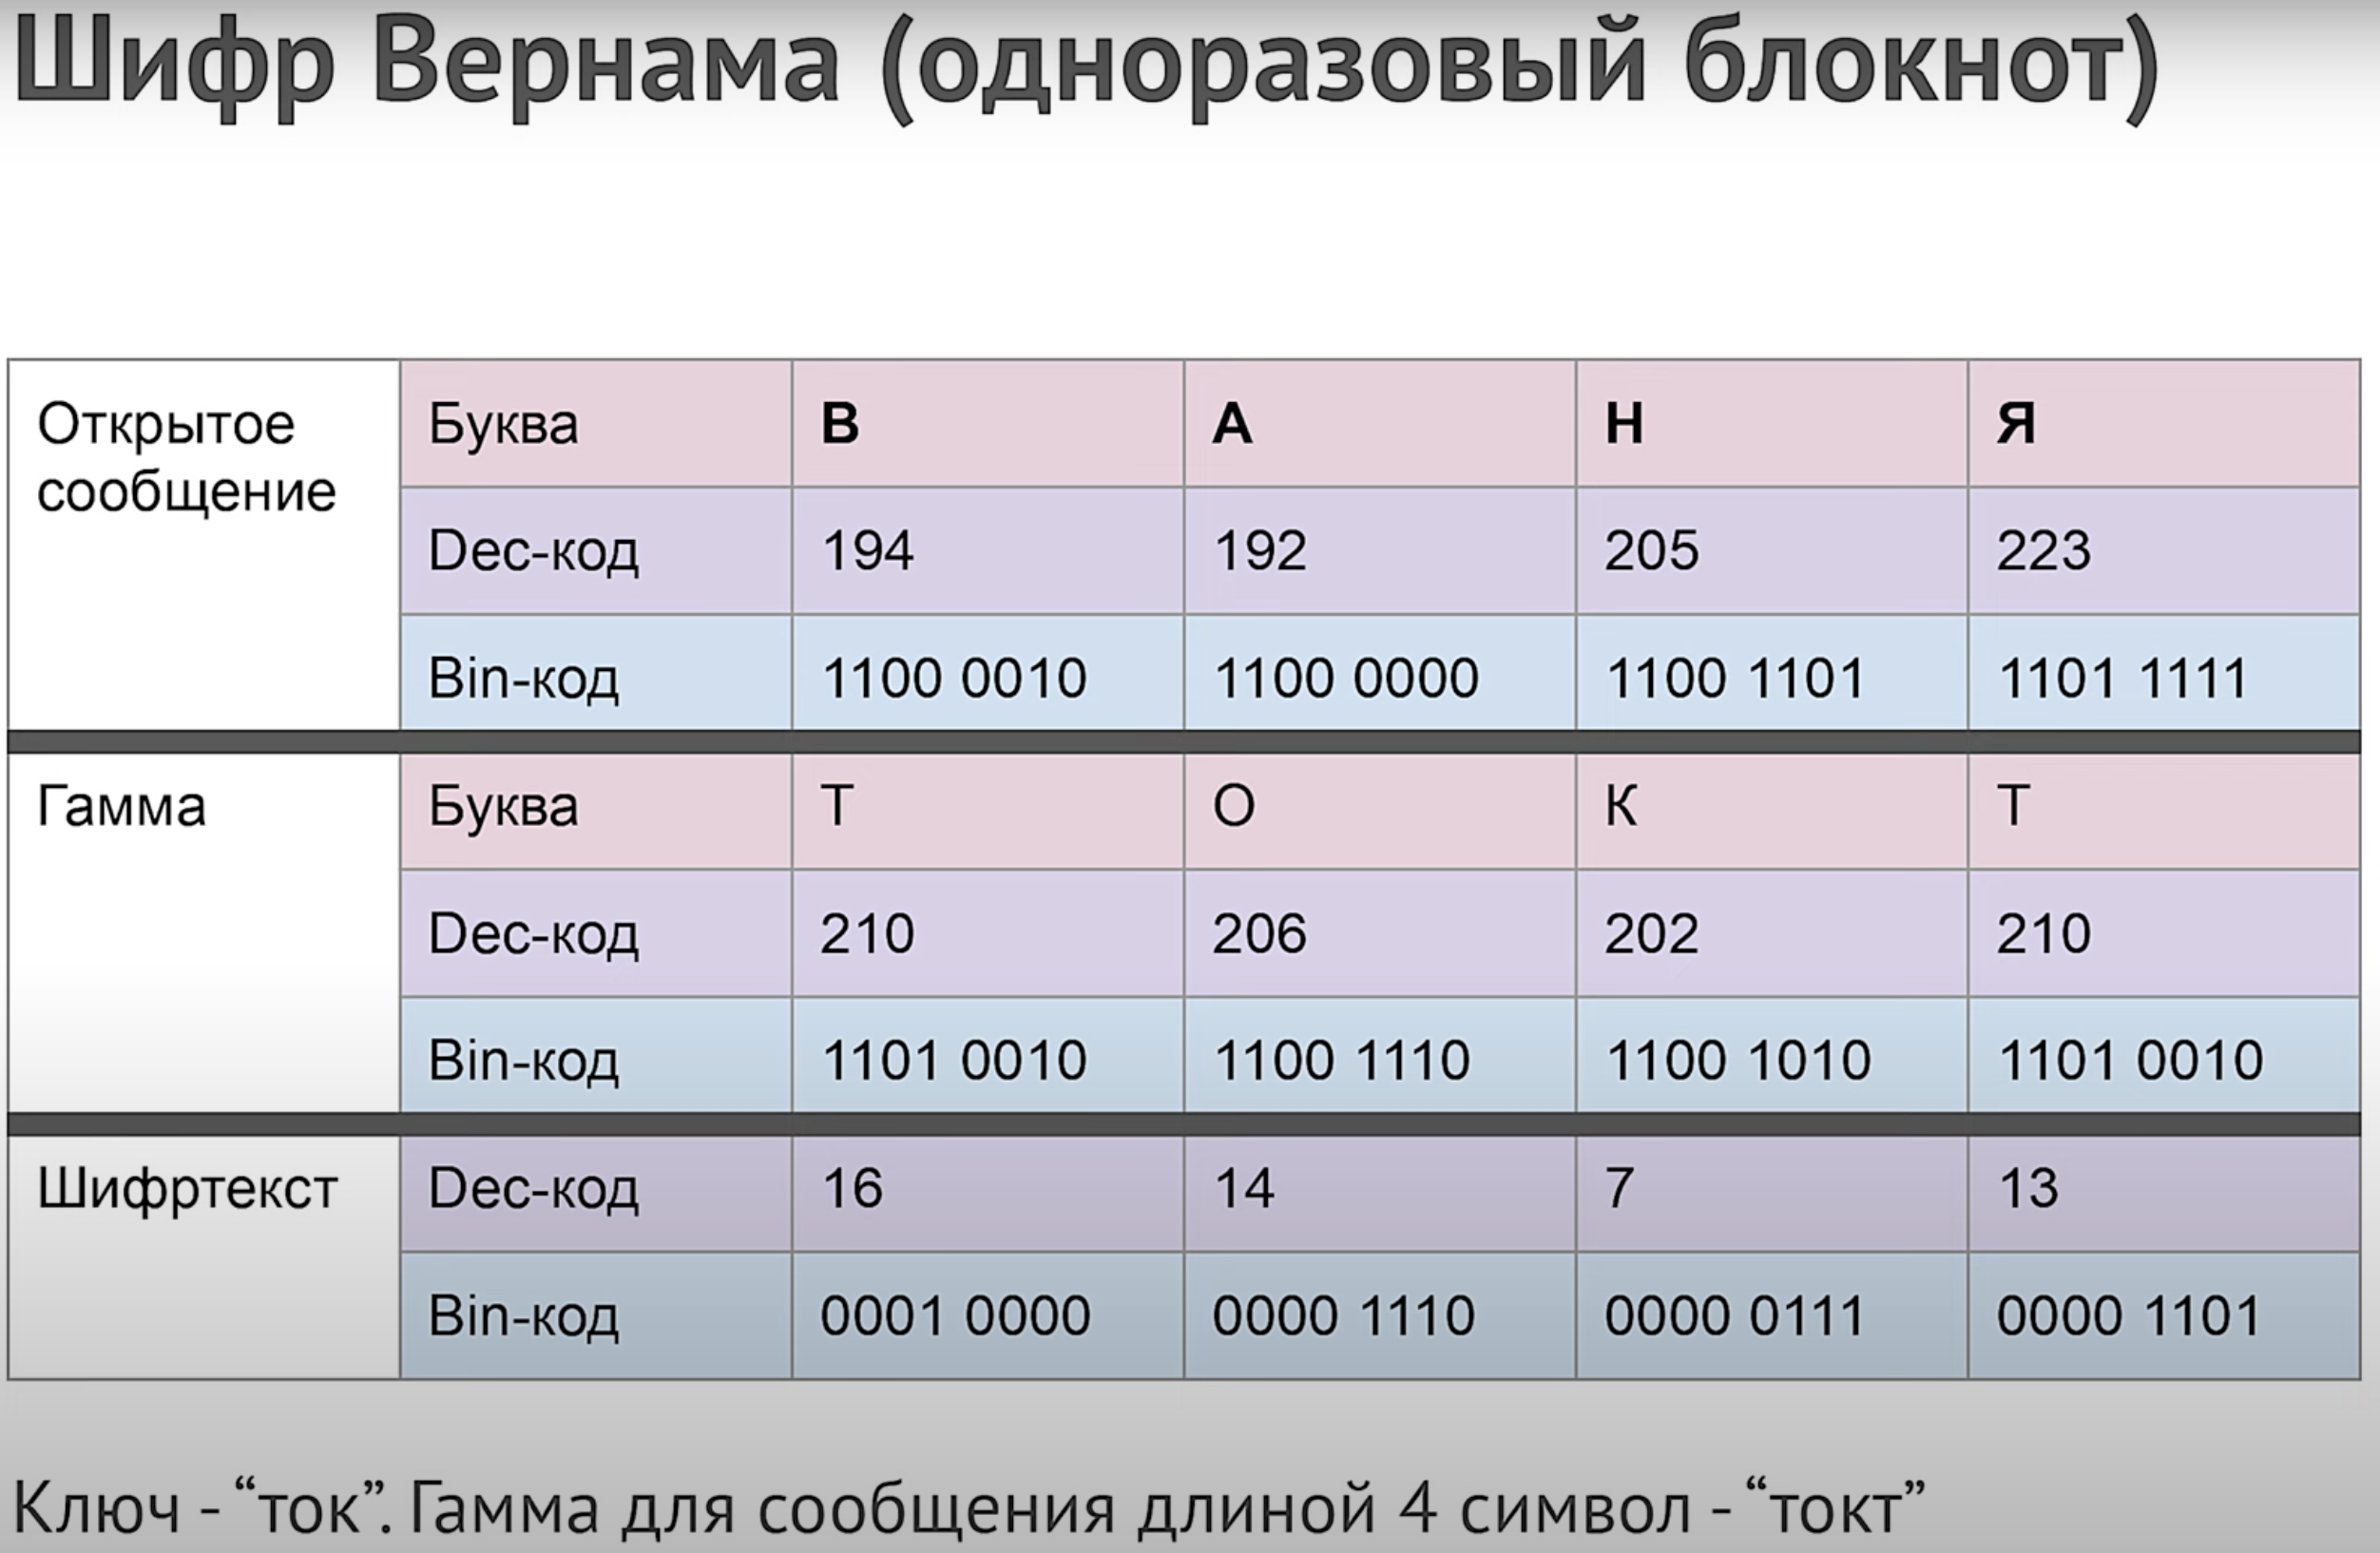 Шифр Вернама (одноразовый блокнот)
Открытое сообщение Буква В А Н Я
Dec-код 194 192 205 223
Bin-код 1100 0010 1100 0000 1100 1101 1101 1111
Гамма Буква Т О К Т
Dec-код 210 206 202 210
Bin-код 1101 0010 1100 1110 1100 1010 1101 0010
Шифртекст Dec-код 16 14 7 13
Bin-код 0001 0000 0000 1110 0000 0111 0000 1101
Ключ - “ток”. Гамма для сообщения длиной 4 символ - “токт”